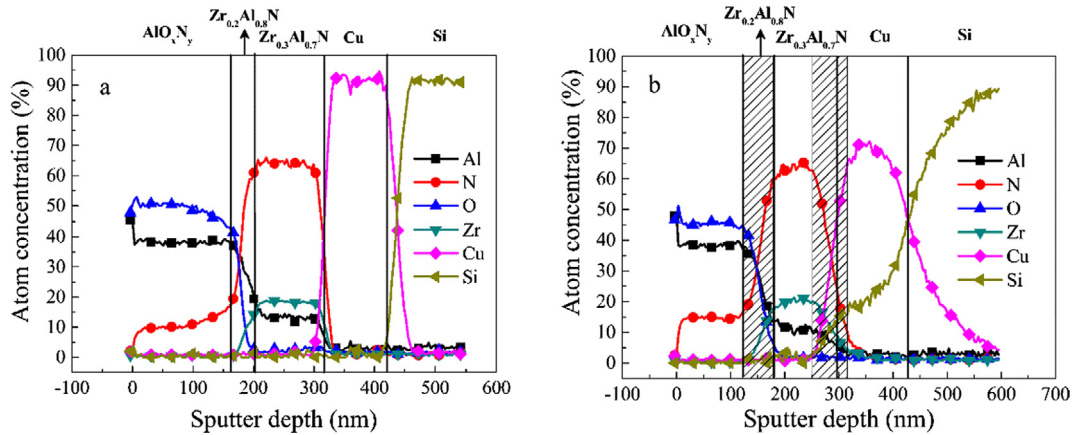 Zr0.2Al0.8N
AlOxNy Zr0.3Al0.7N Cu Si
a
Atom concentration (%)
100
90
80
70
60
50
40
30
20
10
0
Al
N
O
Zr
Cu
Si
-100 0 100 200 300 400 500 600
Sputter depth (nm)
Zr0.2Al0.8N
AlOxNy Zr0.3Al0.7N Cu Si
b
Atom concentration (%)
100
90
80
70
60
50
40
30
20
10
0
Al
N
O
Zr
Cu
Si
-100 0 100 200 300 400 500 600 700
Sputter depth (nm)